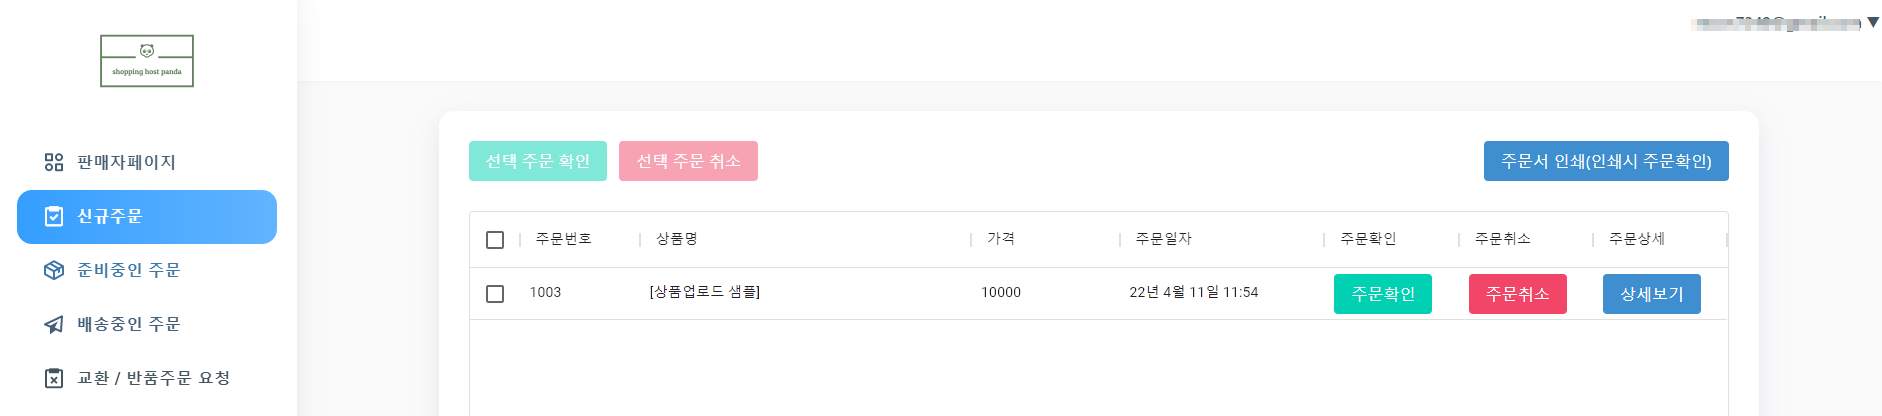 ▼
shopping host panda
판매자페이지
신규주문
준비중인 주문
배송중인 주문
교환 / 반품주문 요청
선택 주문 확인 선택 주문 취소 주문서 인쇄(인쇄시 주문확인)
주문번호 상품명 가격 주문일자 주문확인 주문취소 주문상세
1003 [상품업로드 샘플] 10000 22년 4월 11일 11:54 주문확인 주문취소 상세보기